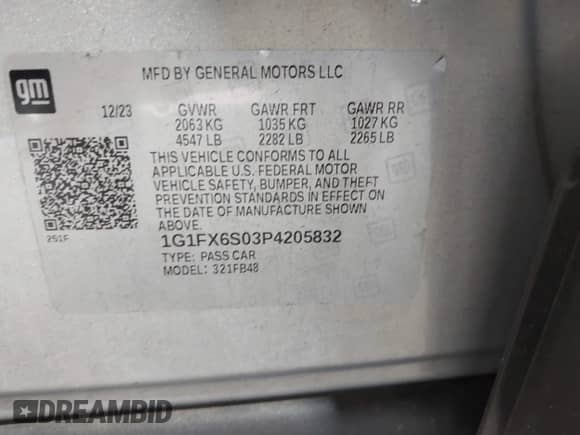 gm
MFD BY GENERAL MOTORS LLC
12/23 GVWR GAWR FRT GAWR RR
2063 KG 1035 KG 1027 KG
4547 LB 2282 LB 2265 LB
THIS VEHICLE CONFORMS TO ALL
APPLICABLE U.S. FEDERAL MOTOR
VEHICLE SAFETY, BUMPER, AND THEFT
PREVENTION STANDARDS IN EFFECT ON
THE DATE OF MANUFACTURE SHOWN
ABOVE.
251F
1G1FX6S03P4205832
TYPE: PASS CAR
MODEL: 321FB48
DREAMBID